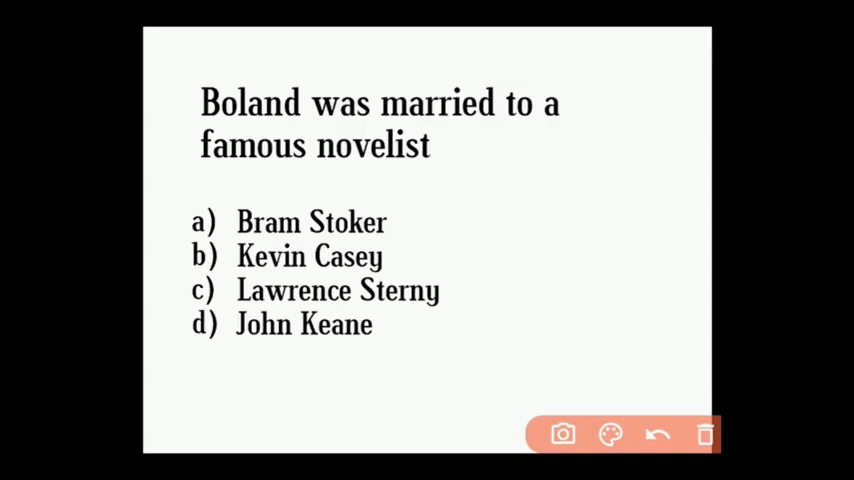 Boland was married to a
famous novelist
a) Bram Stoker
b) Kevin Casey
c) Lawrence Sterny
d) John Keane